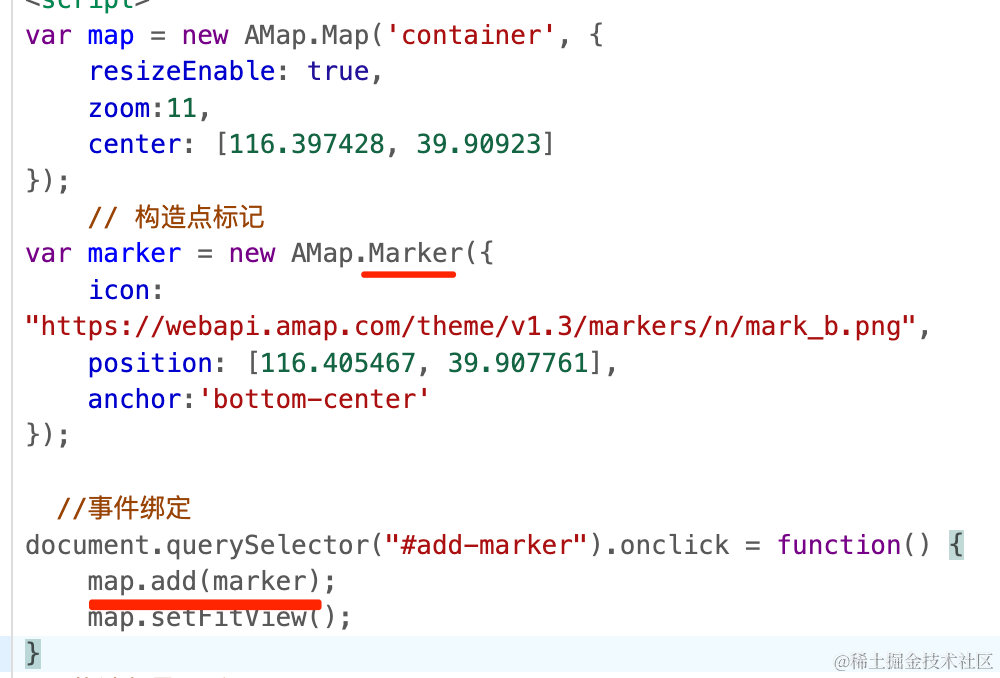 <script>
var map = new AMap.Map('container', {
    resizeEnable: true,
    zoom:11,
    center: [116.397428, 39.90923]
});
    // 构造点标记
var marker = new AMap.Marker({
    icon:
"https://webapi.amap.com/theme/v1.3/markers/n/mark_b.png",
    position: [116.405467, 39.907761],
    anchor:'bottom-center'
});
  //事件绑定
document.querySelector("#add-marker").onclick = function() {
    map.add(marker);
    map.setFitView();
}
@稀土掘金技术社区